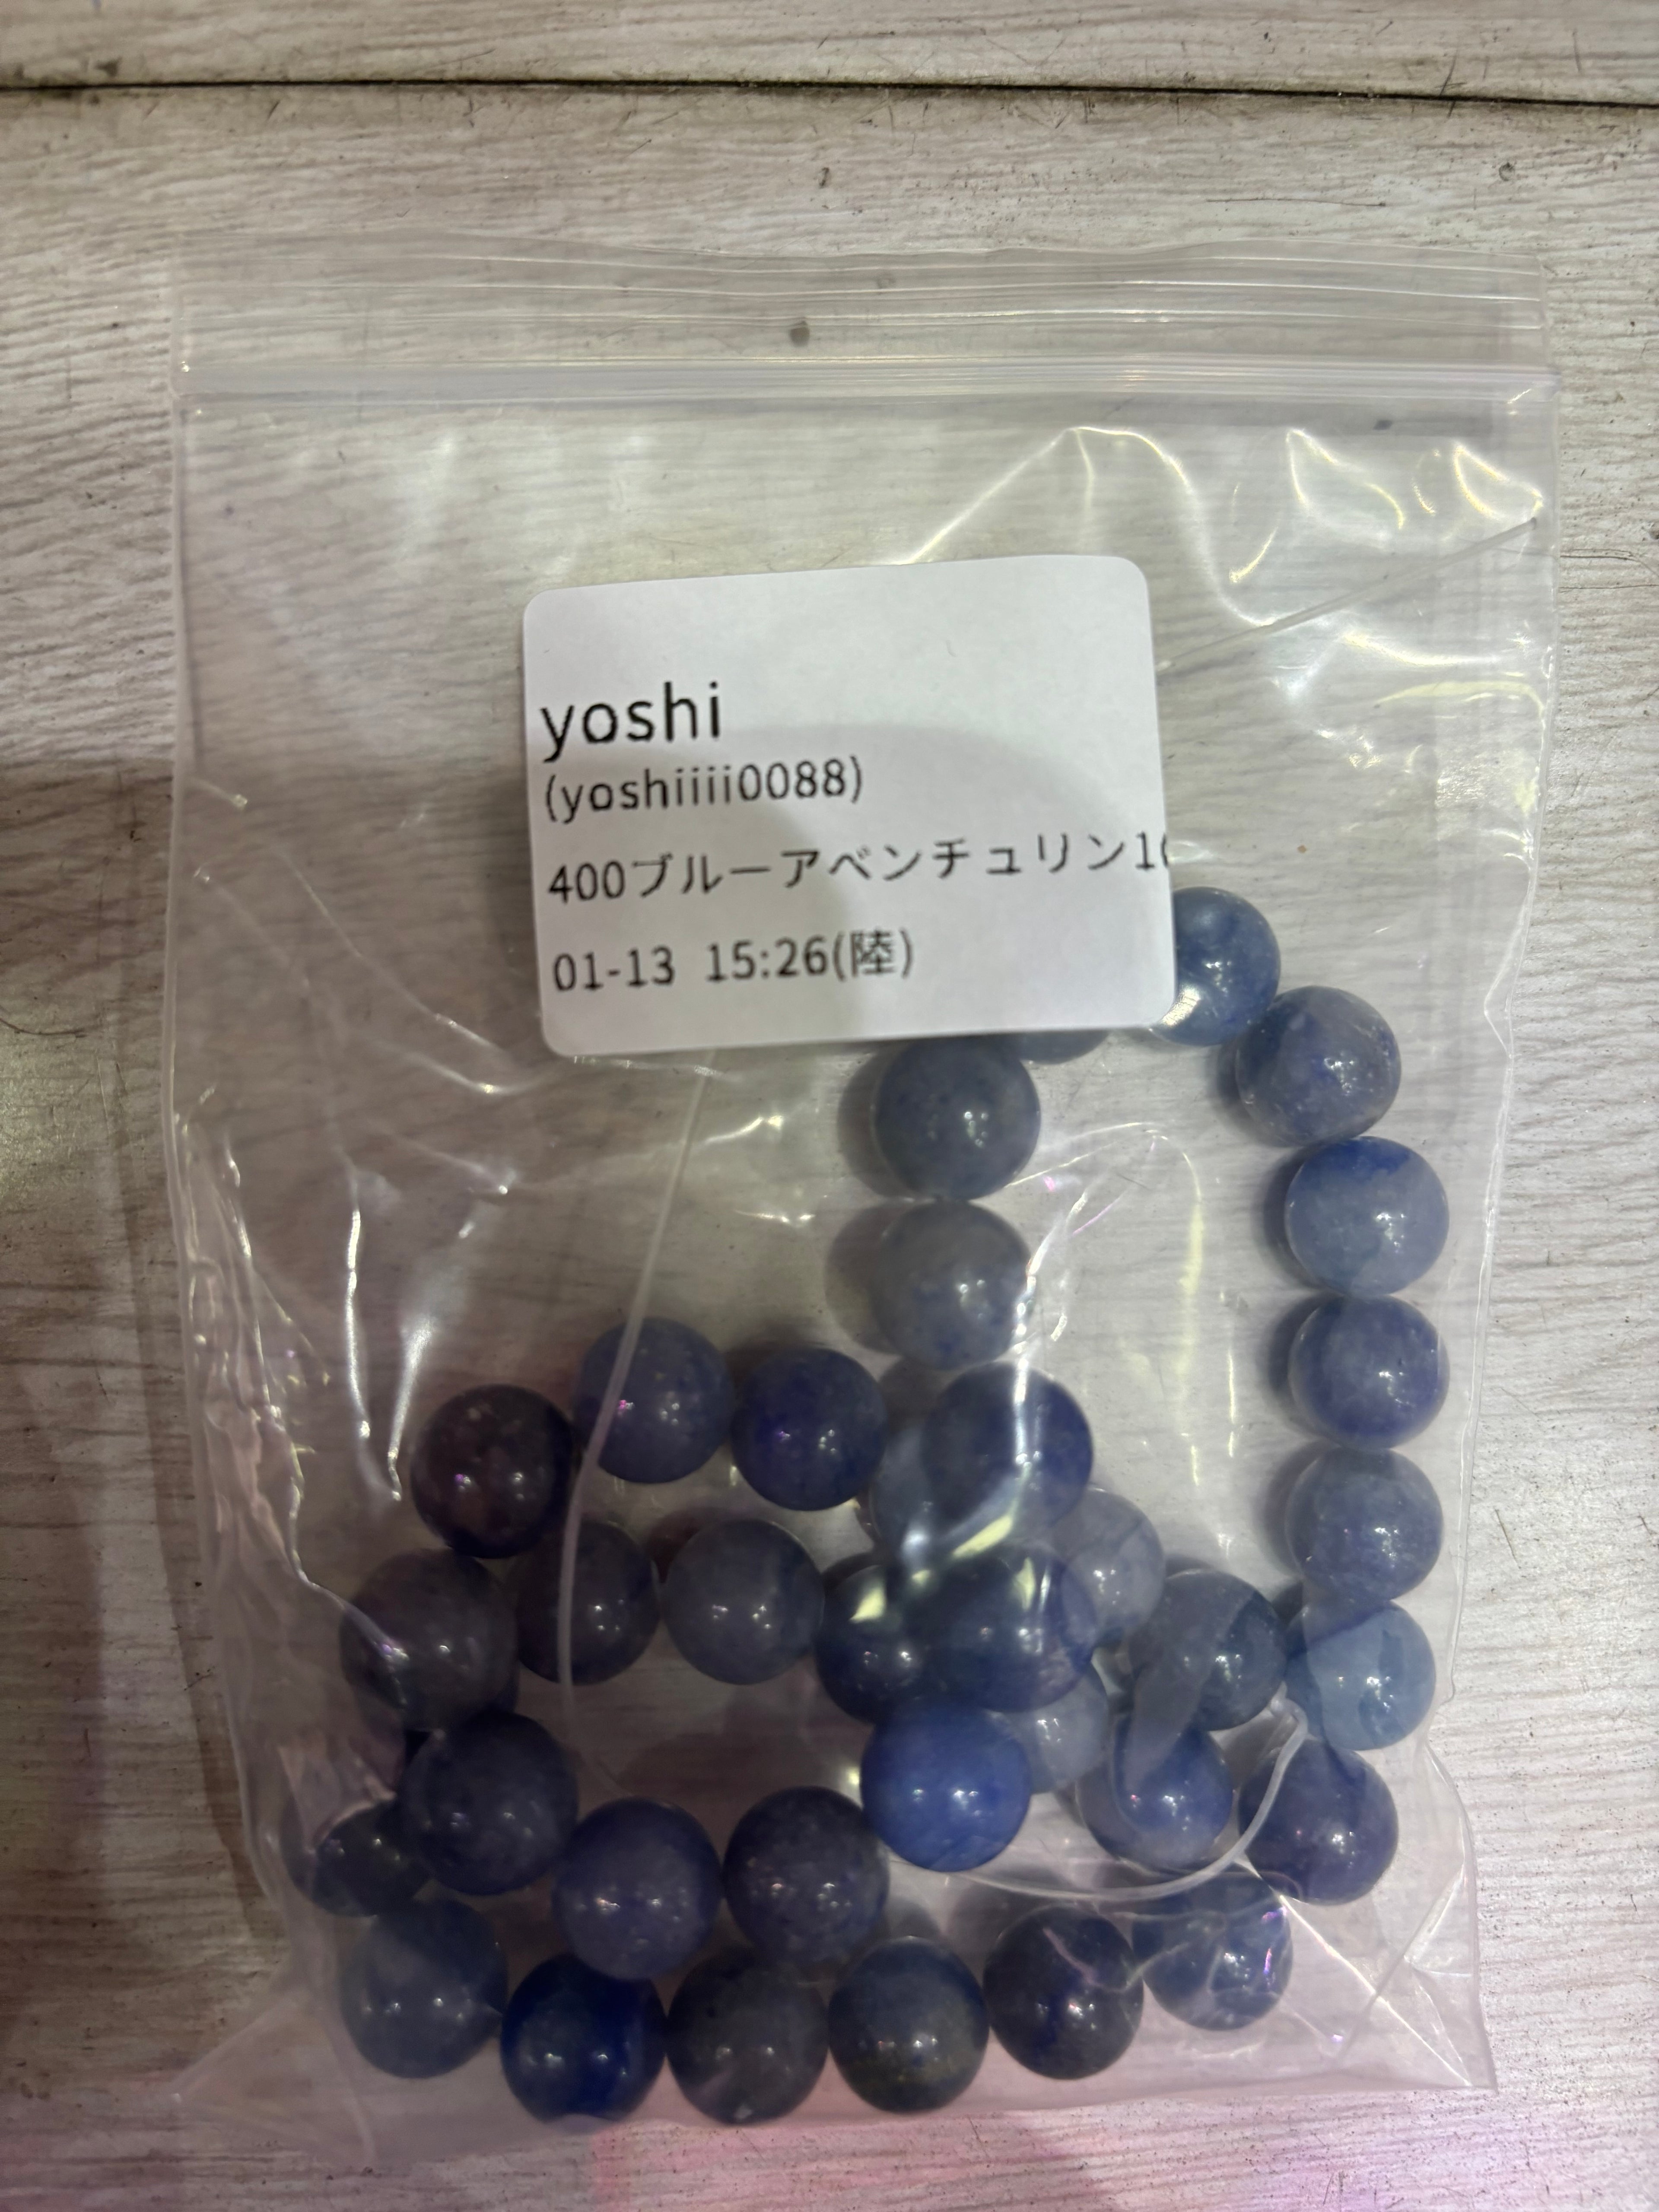 yoshi
(yoshiiii0088)
400ブルーアベンチュリン1
01-13 15:26(陸)